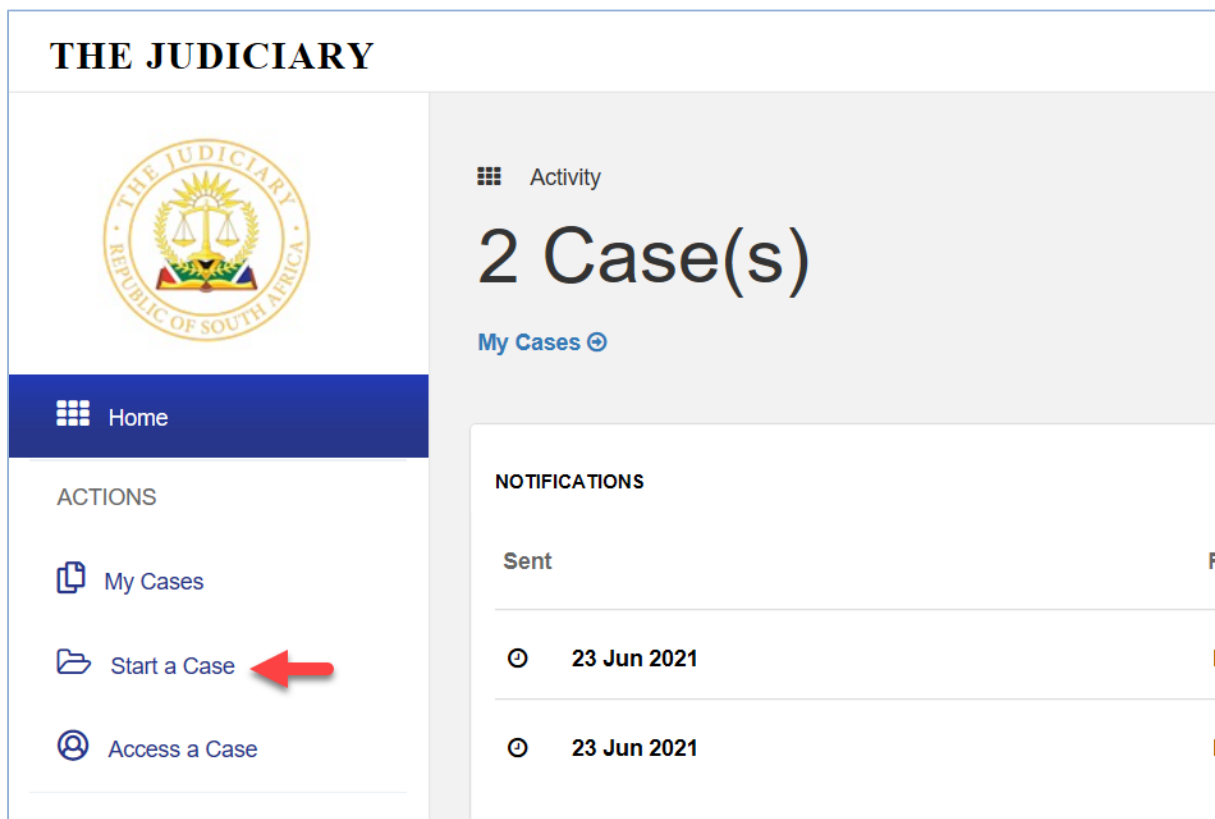 THE JUDICIARY
THE JUDICIARY
REPUBLIC OF SOUTH AFRICA
Activity
2 Case(s)
My Cases
Home
ACTIONS
My Cases
Start a Case
Access a Case
NOTIFICATIONS
Sent
23 Jun 2021
23 Jun 2021